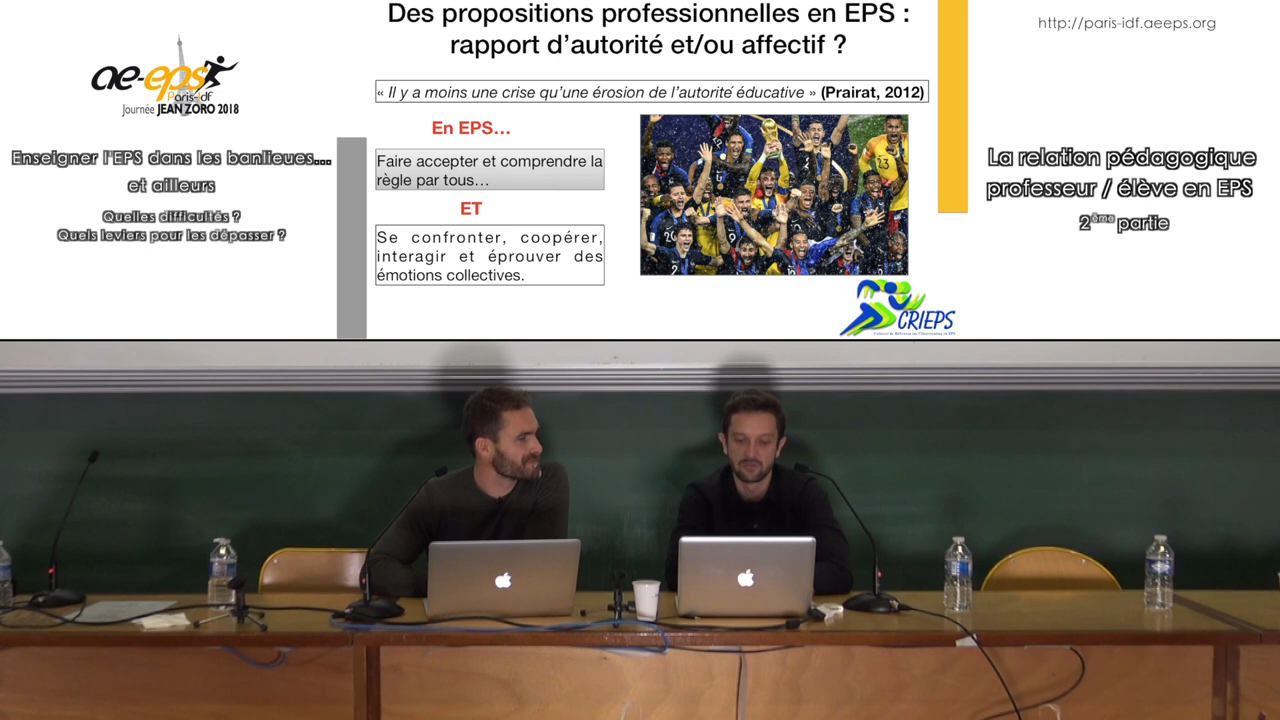 Des propositions professionnelles en EPS :
rapport d'autorité et/ou affectif ?
http://paris-idf.aeeps.org
ae-eps
Paris-Idf
Journée JEAN ZORO 2018
« Il y a moins une crise qu'une érosion de l'autorité éducative » (Prairat, 2012)
En EPS…
Faire accepter et comprendre la
règle par tous…
ET
Se confronter, coopérer,
interagir et éprouver des
émotions collectives.
Enseigner l'EPS dans les banlieues...
et ailleurs
Quelles difficultés ?
Quels leviers pour les dépasser ?
La relation pédagogique
professeur / élève en EPS
2ème partie
CRIEPS